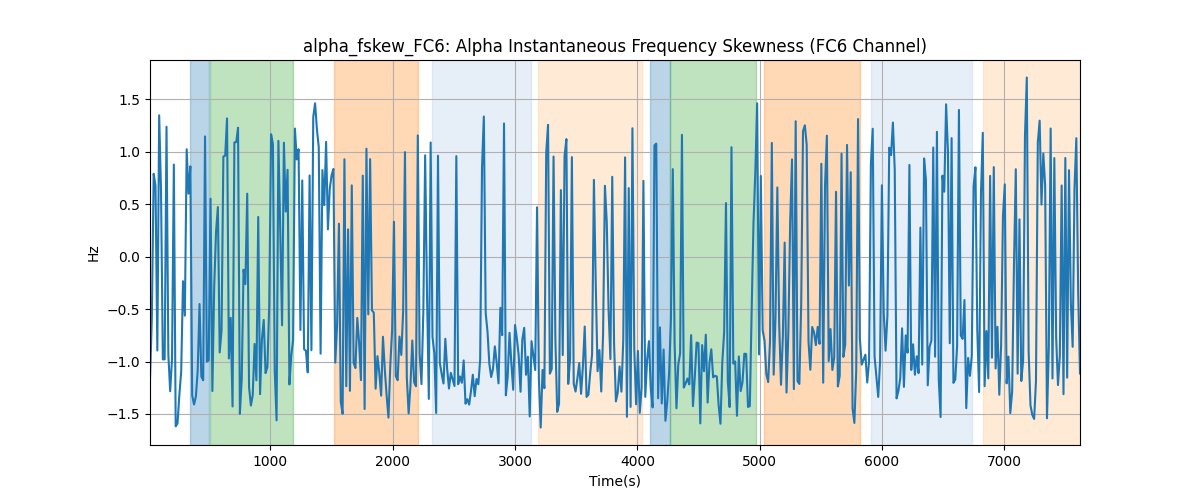 alpha_fskew_FC6: Alpha Instantaneous Frequency Skewness (FC6 Channel)
1.5
1.0
0.5
0.0
−0.5
−1.0
−1.5
Hz
1000 2000 3000 4000 5000 6000 7000
Time(s)